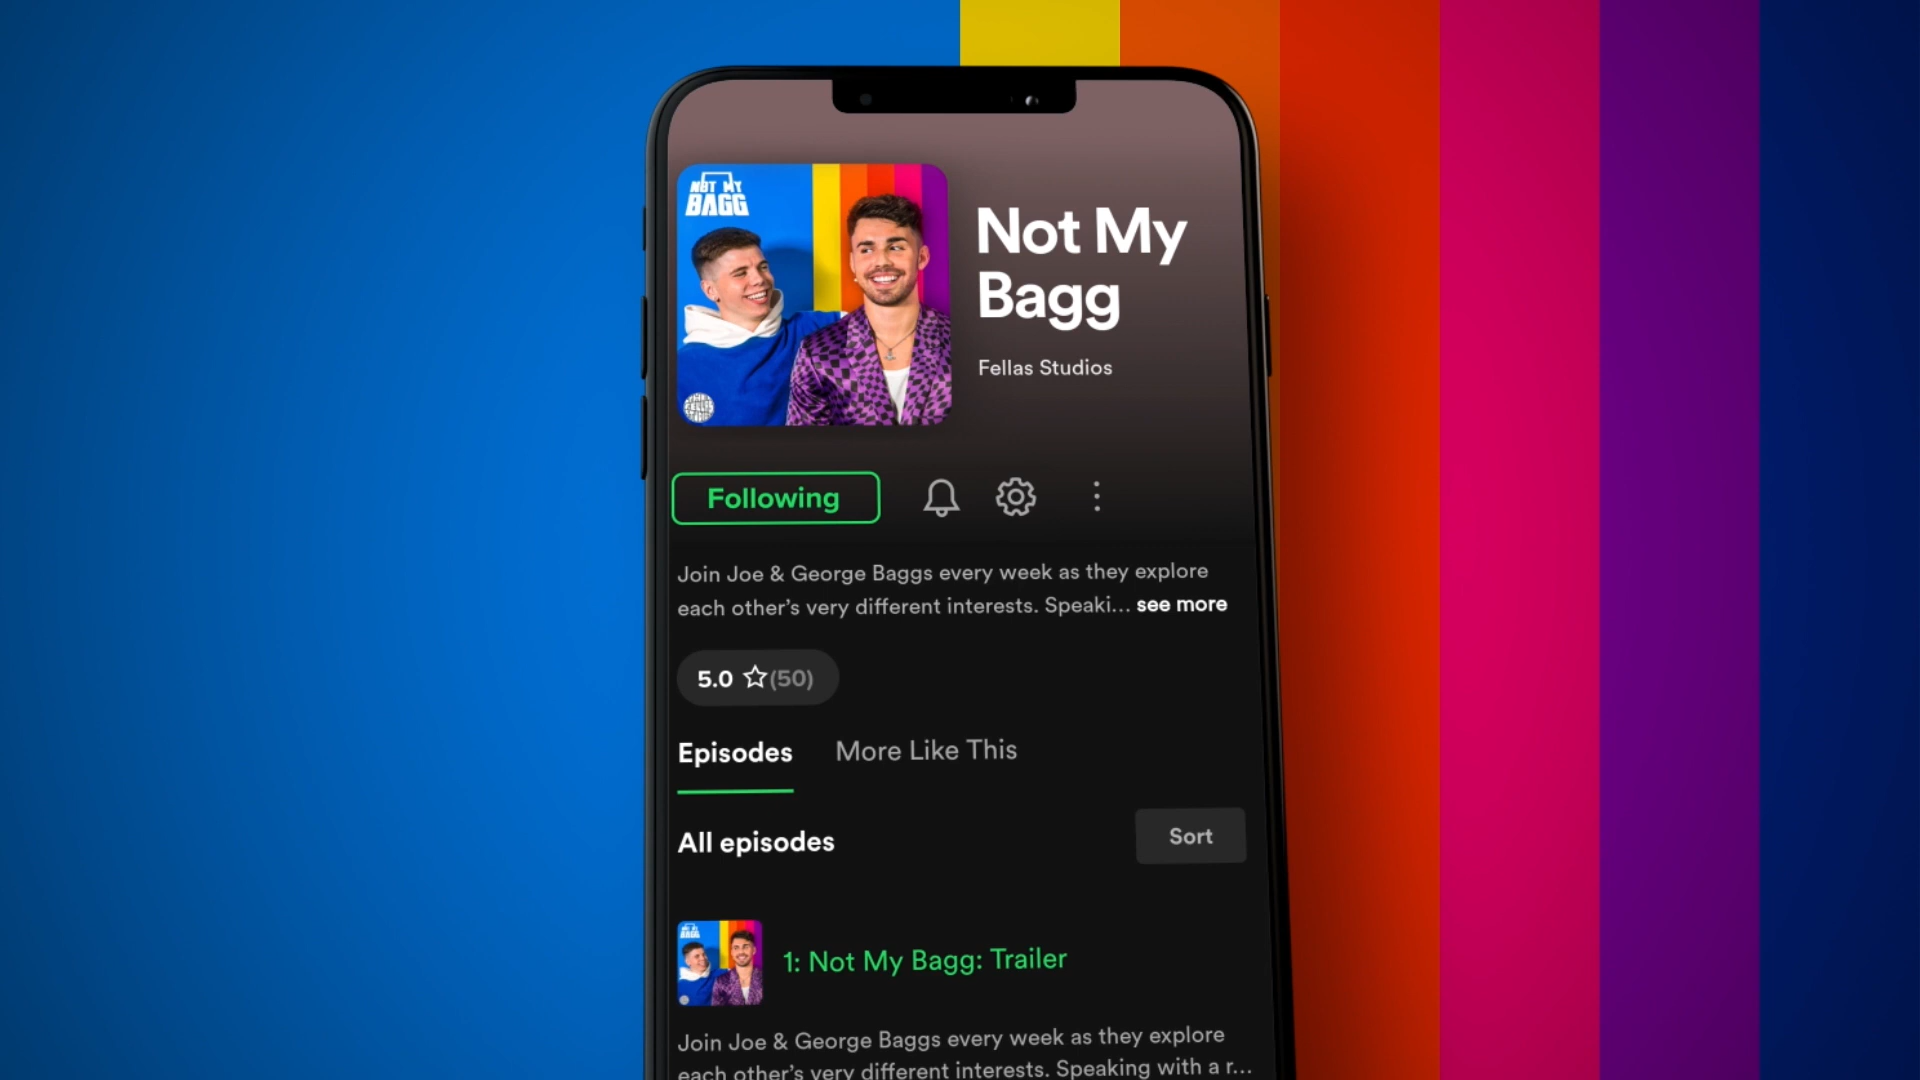 NOT MY
BAGG
Not My
Bagg
Fellas Studios
Following
Join Joe & George Baggs every week as they explore
each other’s very different interests. Speaki... see more
5.0 (50)
Episodes More Like This
All episodes
Sort
NOT MY
BAGG
1: Not My Bagg: Trailer
Join Joe & George Baggs every week as they explore
each other’s very different interests. Speaking with a r...